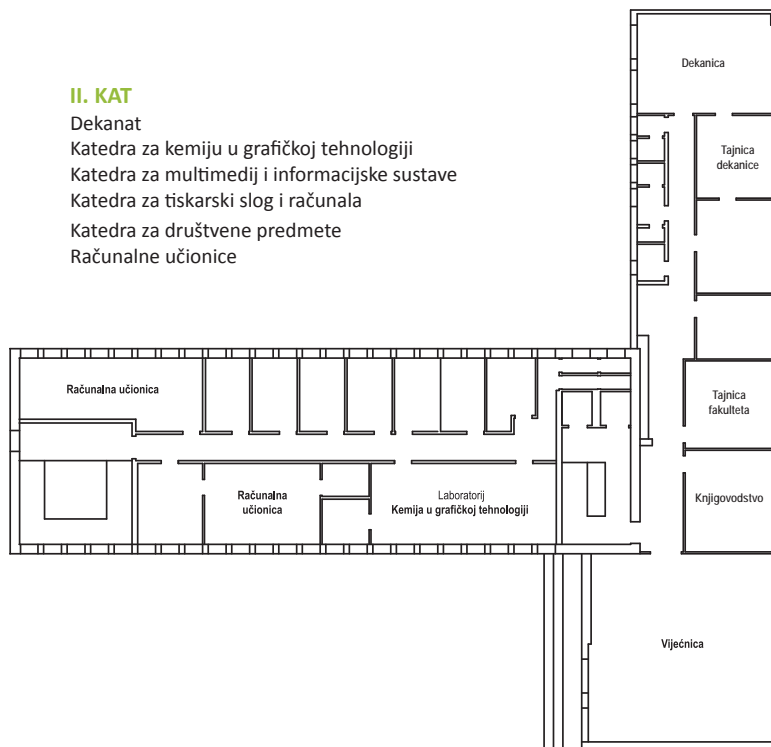 II. KAT
Dekanat
Katedra za kemiju u grafičkoj tehnologiji
Katedra za multimedij i informacijske sustave
Katedra za tiskarski slog i računala
Katedra za društvene predmete
Računalne učionice
Dekanica
Tajnica
dekanice
Računalna učionica
Tajnica
fakulteta
Računalna
učionica
Laboratorij
Kemija u grafičkoj tehnologiji
Knjigovodstvo
Vijećnica